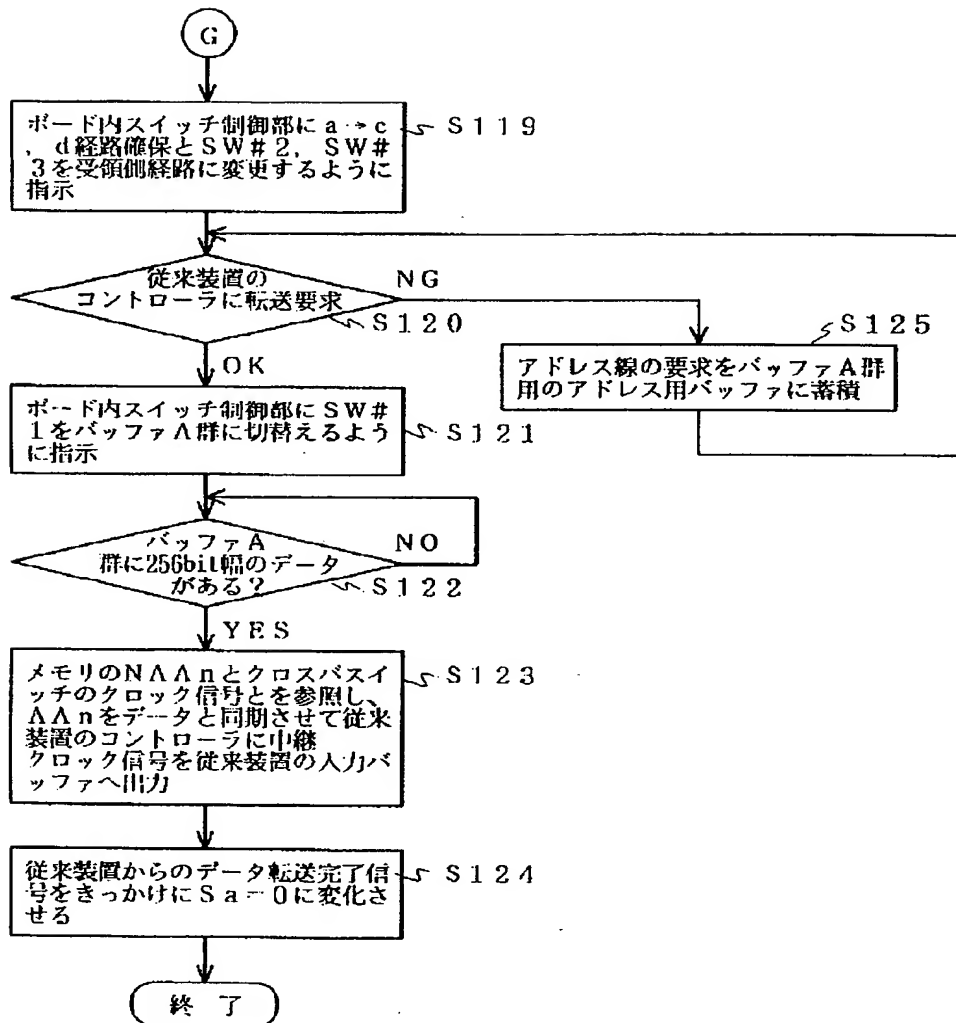 G
ボード内スイッチ制御部にa→c
，d経路確保とSW＃2，SW＃
3を受領側経路に変更するように
指示
S119
従来装置の
コントローラに転送要求
NG
S120
OK
アドレス線の要求をバッファA群
用のアドレス用バッファに蓄積
S125
ボード内スイッチ制御部にSW＃
1をバッファA群に切替えるよう
に指示
S121
バッファA
群に256bit幅のデータ
がある？
NO
S122
YES
メモリのNAAnとクロスバスイ
ッチのクロック信号とを参照し、
AAnをデータと同期させて従来
装置のコントローラに中継
クロック信号を従来装置の入力バ
ッファへ出力
S123
従来装置からのデータ転送完了信
号をきっかけにSa＝0に変化さ
せる
S124
終 了